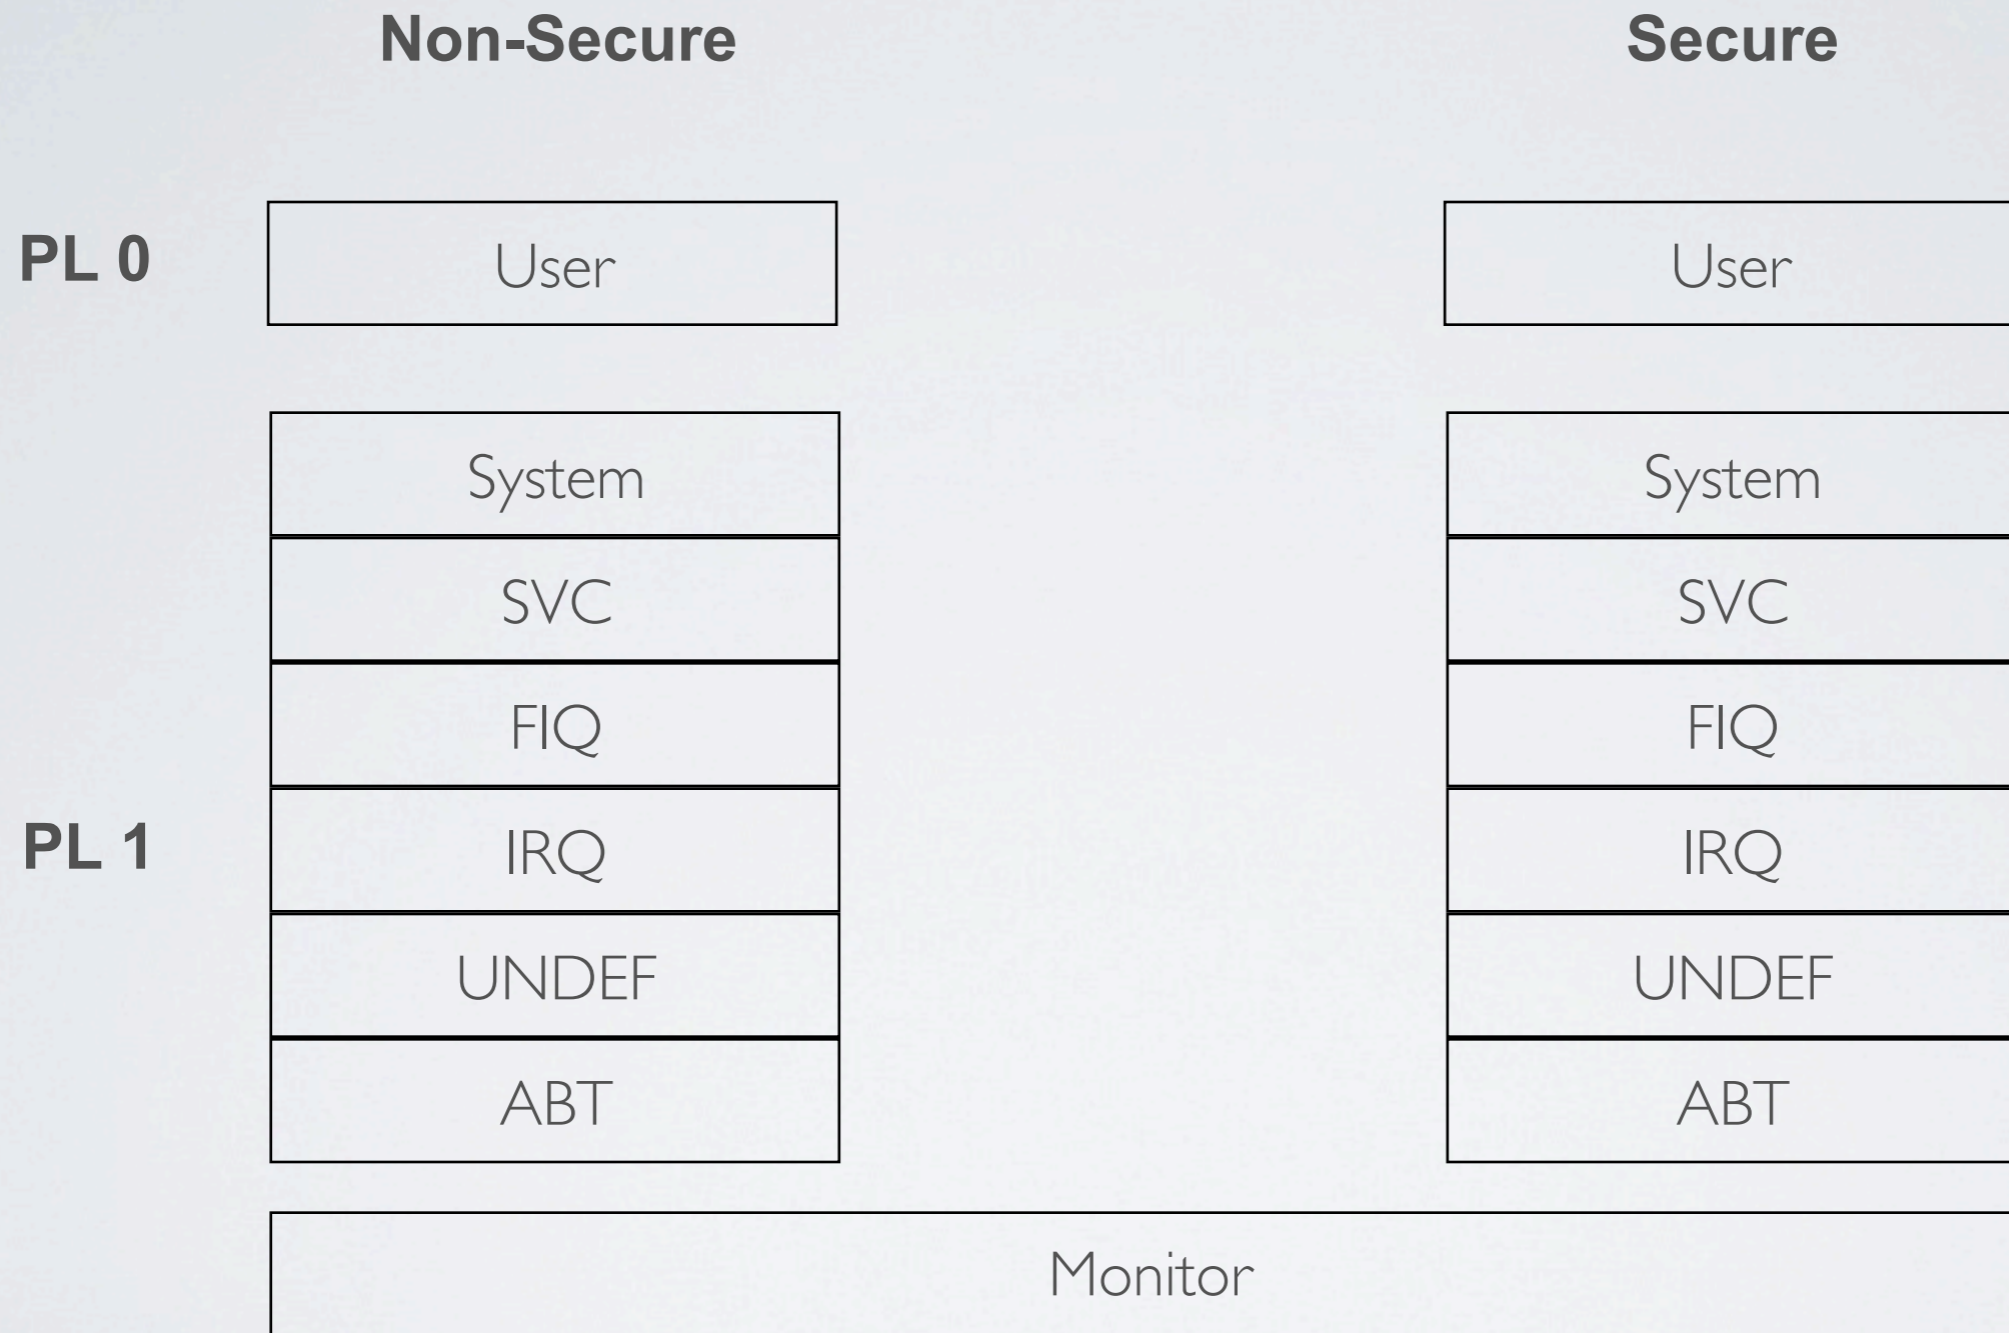 Non-Secure Secure
PL 0 User User
System System
SVC SVC
FIQ FIQ
PL 1 IRQ IRQ
UNDEF UNDEF
ABT ABT
Monitor